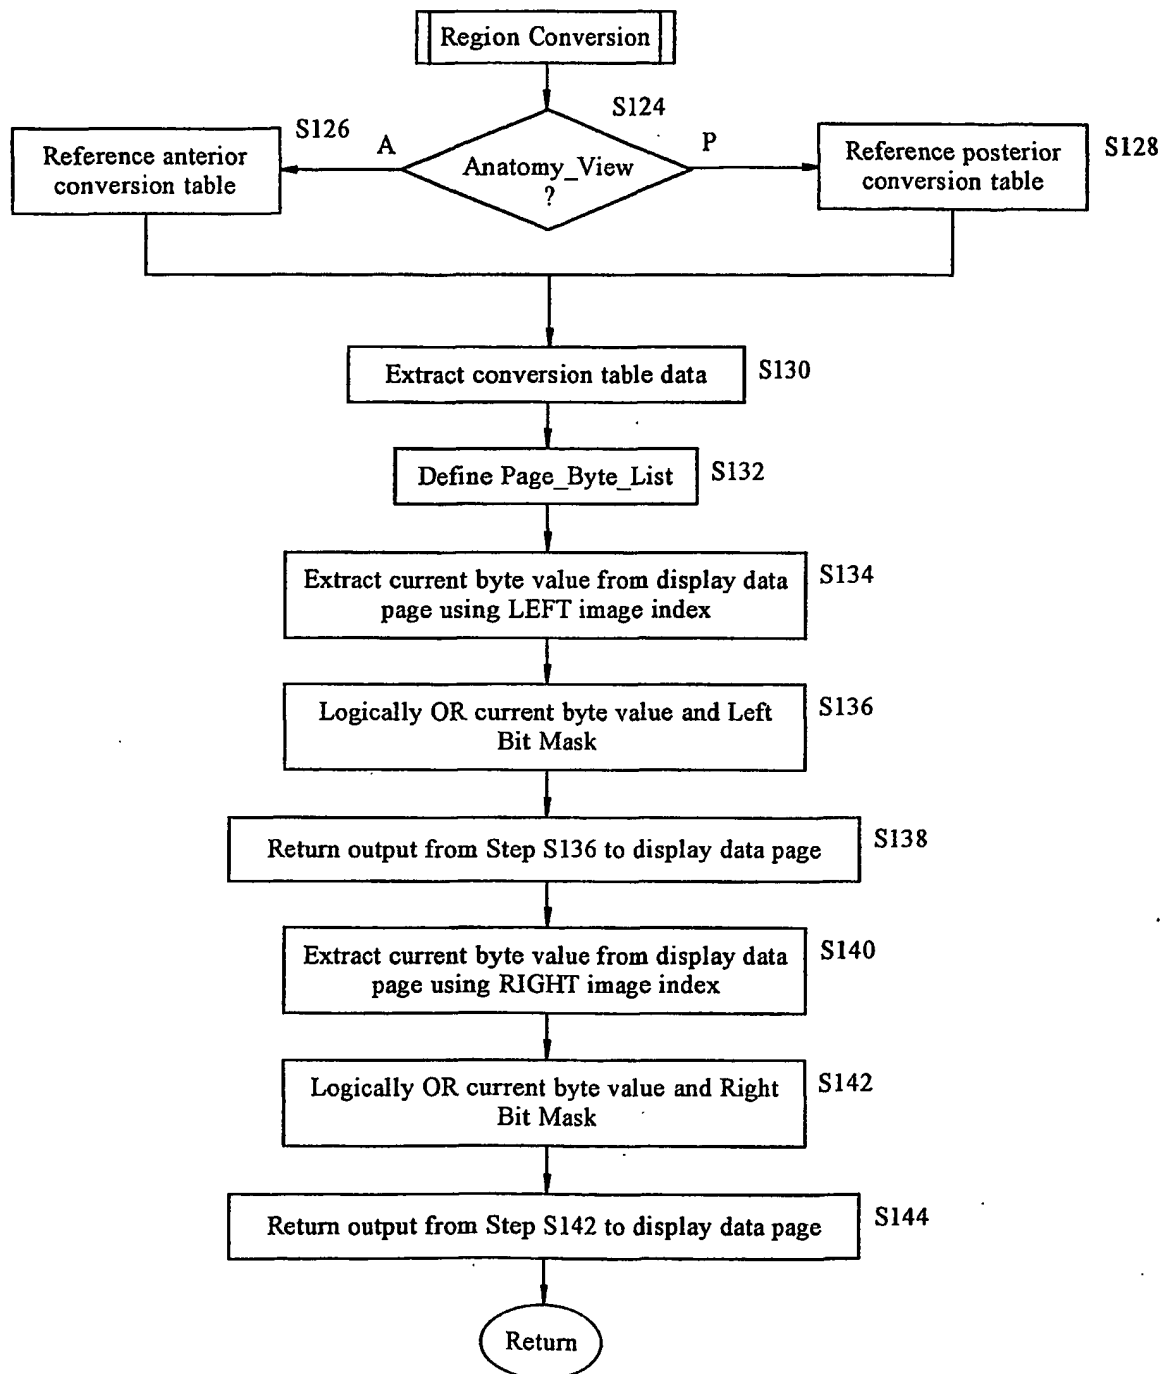 Region Conversion
S124
S126
A
P
Reference anterior
conversion table
Anatomy_View
?
Reference posterior
conversion table
S128
Extract conversion table data
S130
Define Page_Byte_List
S132
Extract current byte value from display data
page using LEFT image index
S134
Logically OR current byte value and Left
Bit Mask
S136
Return output from Step S136 to display data page
S138
Extract current byte value from display data
page using RIGHT image index
S140
Logically OR current byte value and Right
Bit Mask
S142
Return output from Step S142 to display data page
S144
Return